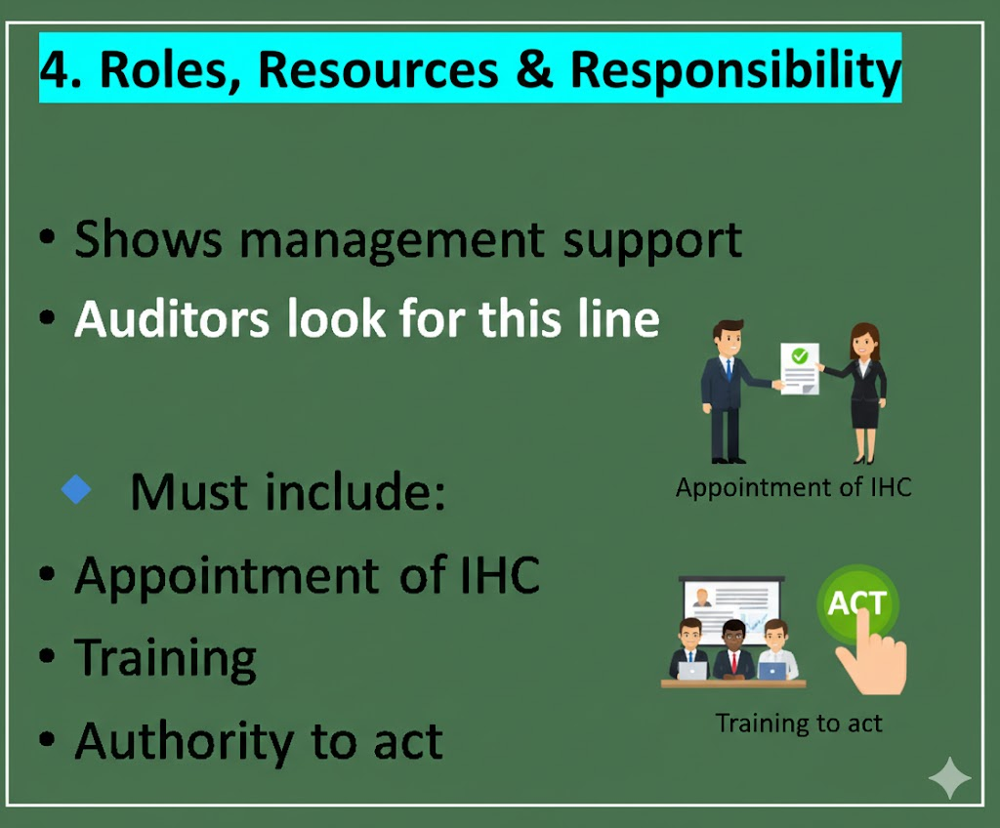 4. Roles, Resources & Responsibility
• Shows management support
• Auditors look for this line
Appointment of IHC
Must include:
• Appointment of IHC
• Training
• Authority to act
ACT
Training to act